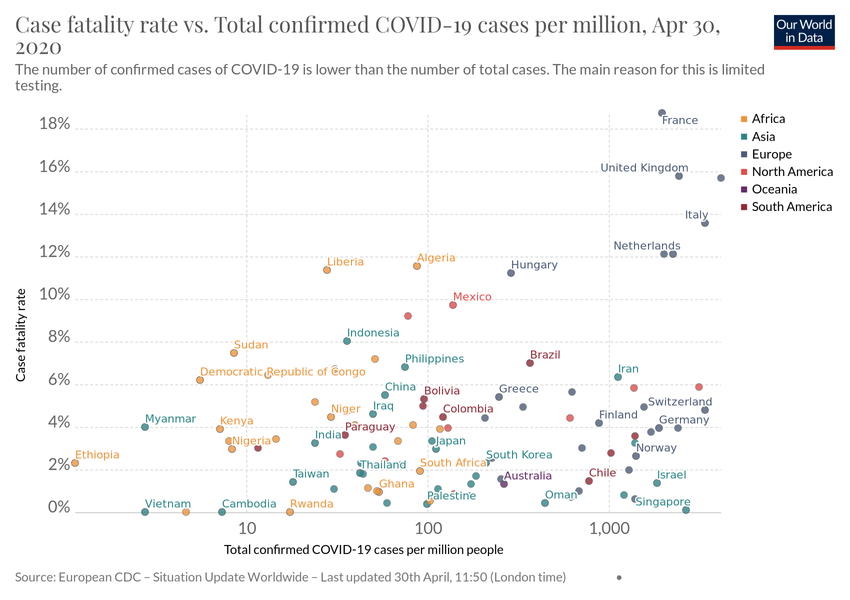 Case fatality rate vs. Total confirmed COVID-19 cases per million, Apr 30,
2020
Our World
in Data
The number of confirmed cases of COVID-19 is lower than the number of total cases. The main reason for this is limited
testing.
18%
France
Africa
Asia
Europe
North America
Oceania
South America
16%
United Kingdom
14%
Italy
Netherlands
12%
Liberia
Algeria
Hungary
10%
Mexico
8%
Indonesia
Sudan
Philippines
Brazil
6%
Democratic Republic of Congo
Iran
China
Bolivia
Greece
Switzerland
4%
Myanmar
Iraq
Niger
Colombia
Finland
Germany
Kenya
Paraguay
Nigeria
India
Japan
Norway
2%
Ethiopia
Thailand
South Africa
South Korea
Taiwan
Ghana
Australia
Chile
Israel
0%
Vietnam
Cambodia
Rwanda
Palestine
Oman
Singapore
10
100
1,000
Case fatality rate
Total confirmed COVID-19 cases per million people
Source: European CDC – Situation Update Worldwide – Last updated 30th April, 11:50 (London time)